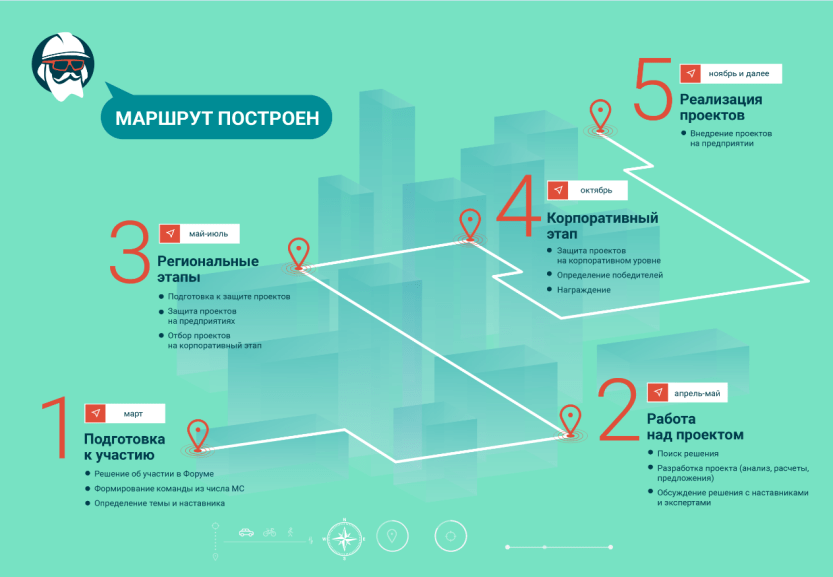 МАРШРУТ ПОСТРОЕН
1
март
Подготовка
к участию
Решение об участии в Форуме
Формирование команды из числа МС
Определение темы и наставника
2
апрель-май
Работа
над проектом
Поиск решения
Разработка проекта (анализ, расчеты,
предложения)
Обсуждение решения с наставниками
и экспертами
3
май-июль
Региональные
этапы
Подготовка к защите проектов
Защита проектов
на предприятиях
Отбор проектов
на корпоративный этап
4
октябрь
Корпоративный
этап
Защита проектов
на корпоративном уровне
Определение победителей
Награждение
5
ноябрь и далее
Реализация
проектов
Внедрение проектов
на предприятии
N
W
E
S